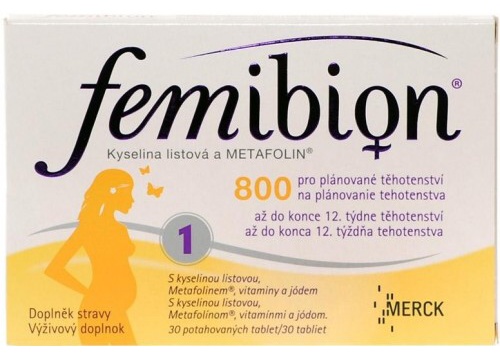 femibion®
Kyselina listová a METAFOLIN®
800 pro plánované těhotenství
na plánovanie tehotenstva
až do konce 12. týdne těhotenství
až do konca 12. týždňa tehotenstva
1
S kyselinou listovou,
Metafolinem®, vitaminy a jódem
S kyselinou listovou,
Metafolínom®, vitamínmi a jódom.
30 potahovaných tablet/30 tabliet
Doplněk stravy
Výživový doplnok
MERCK